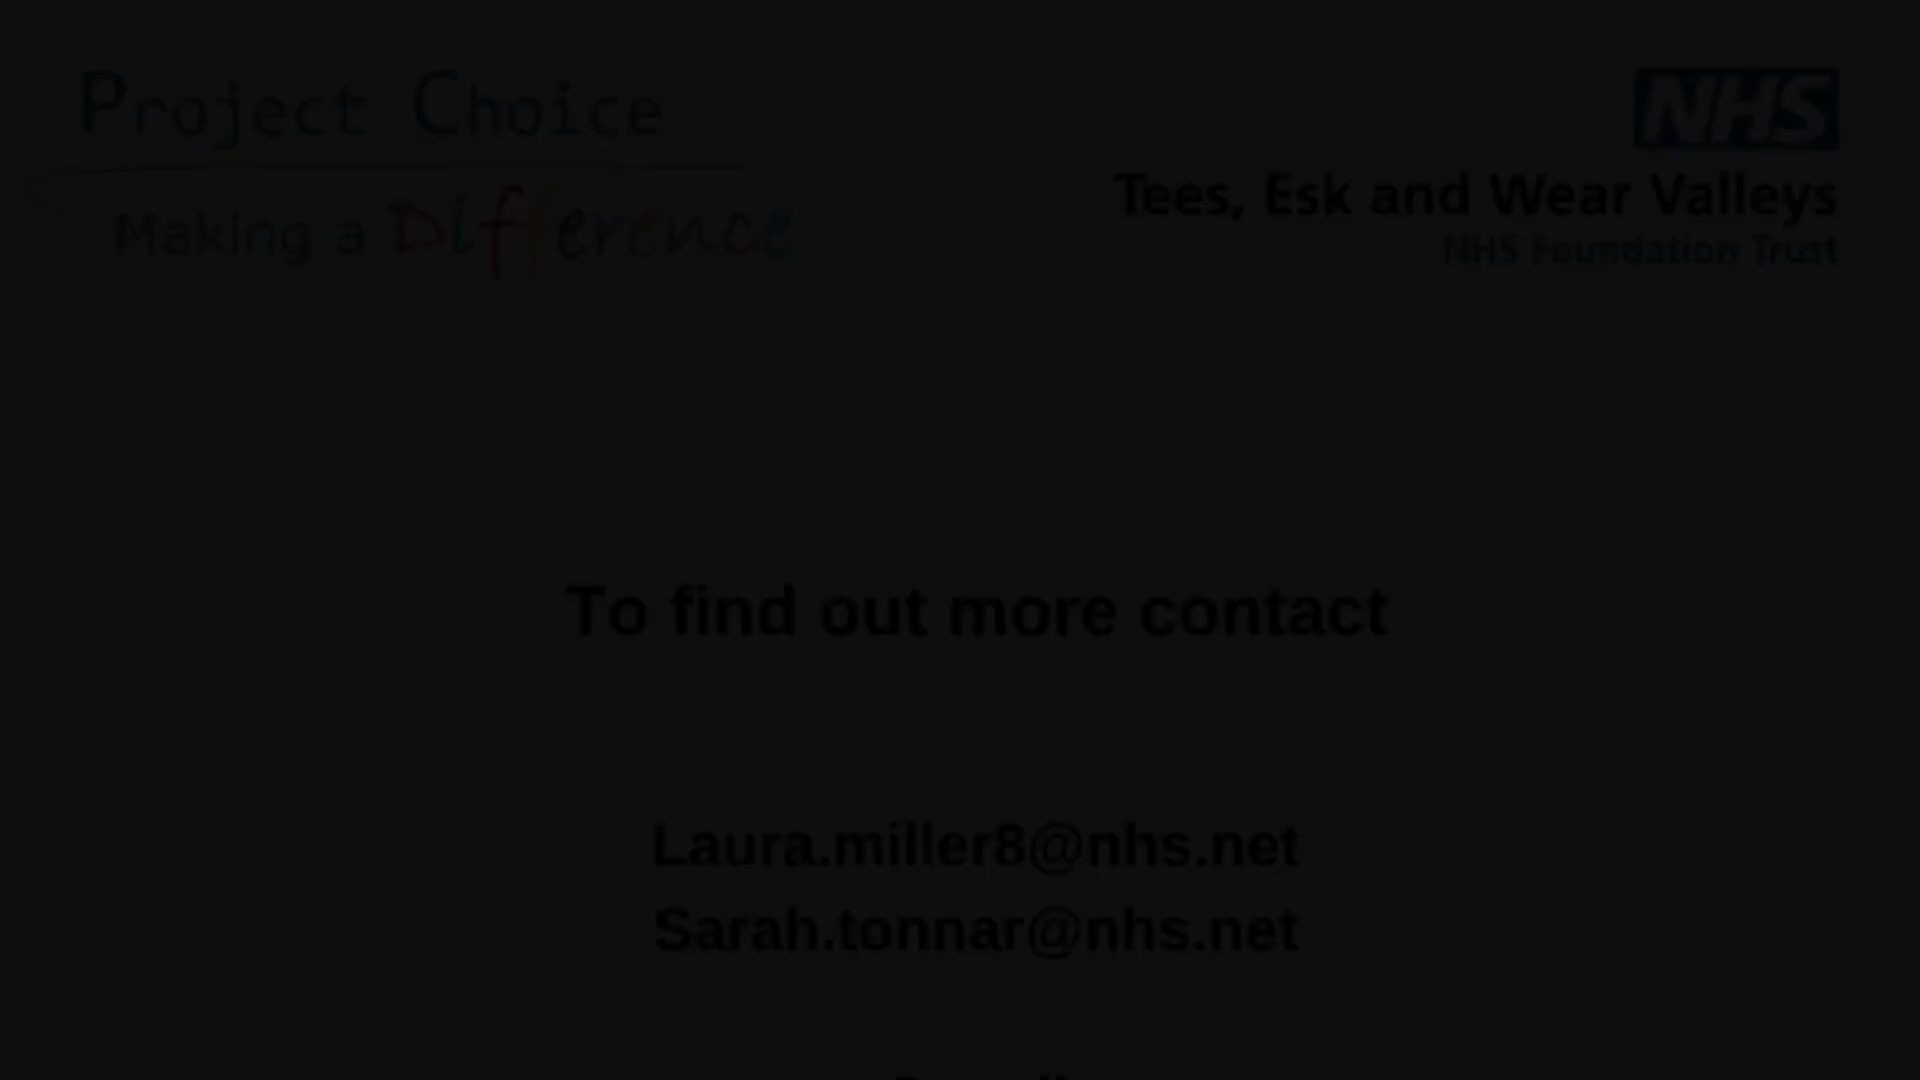 Project Choice
Making a Difference
NHS
Tees, Esk and Wear Valleys
NHS Foundation Trust
To find out more contact
Laura.miller8@nhs.net
Sarah.tonnar@nhs.net